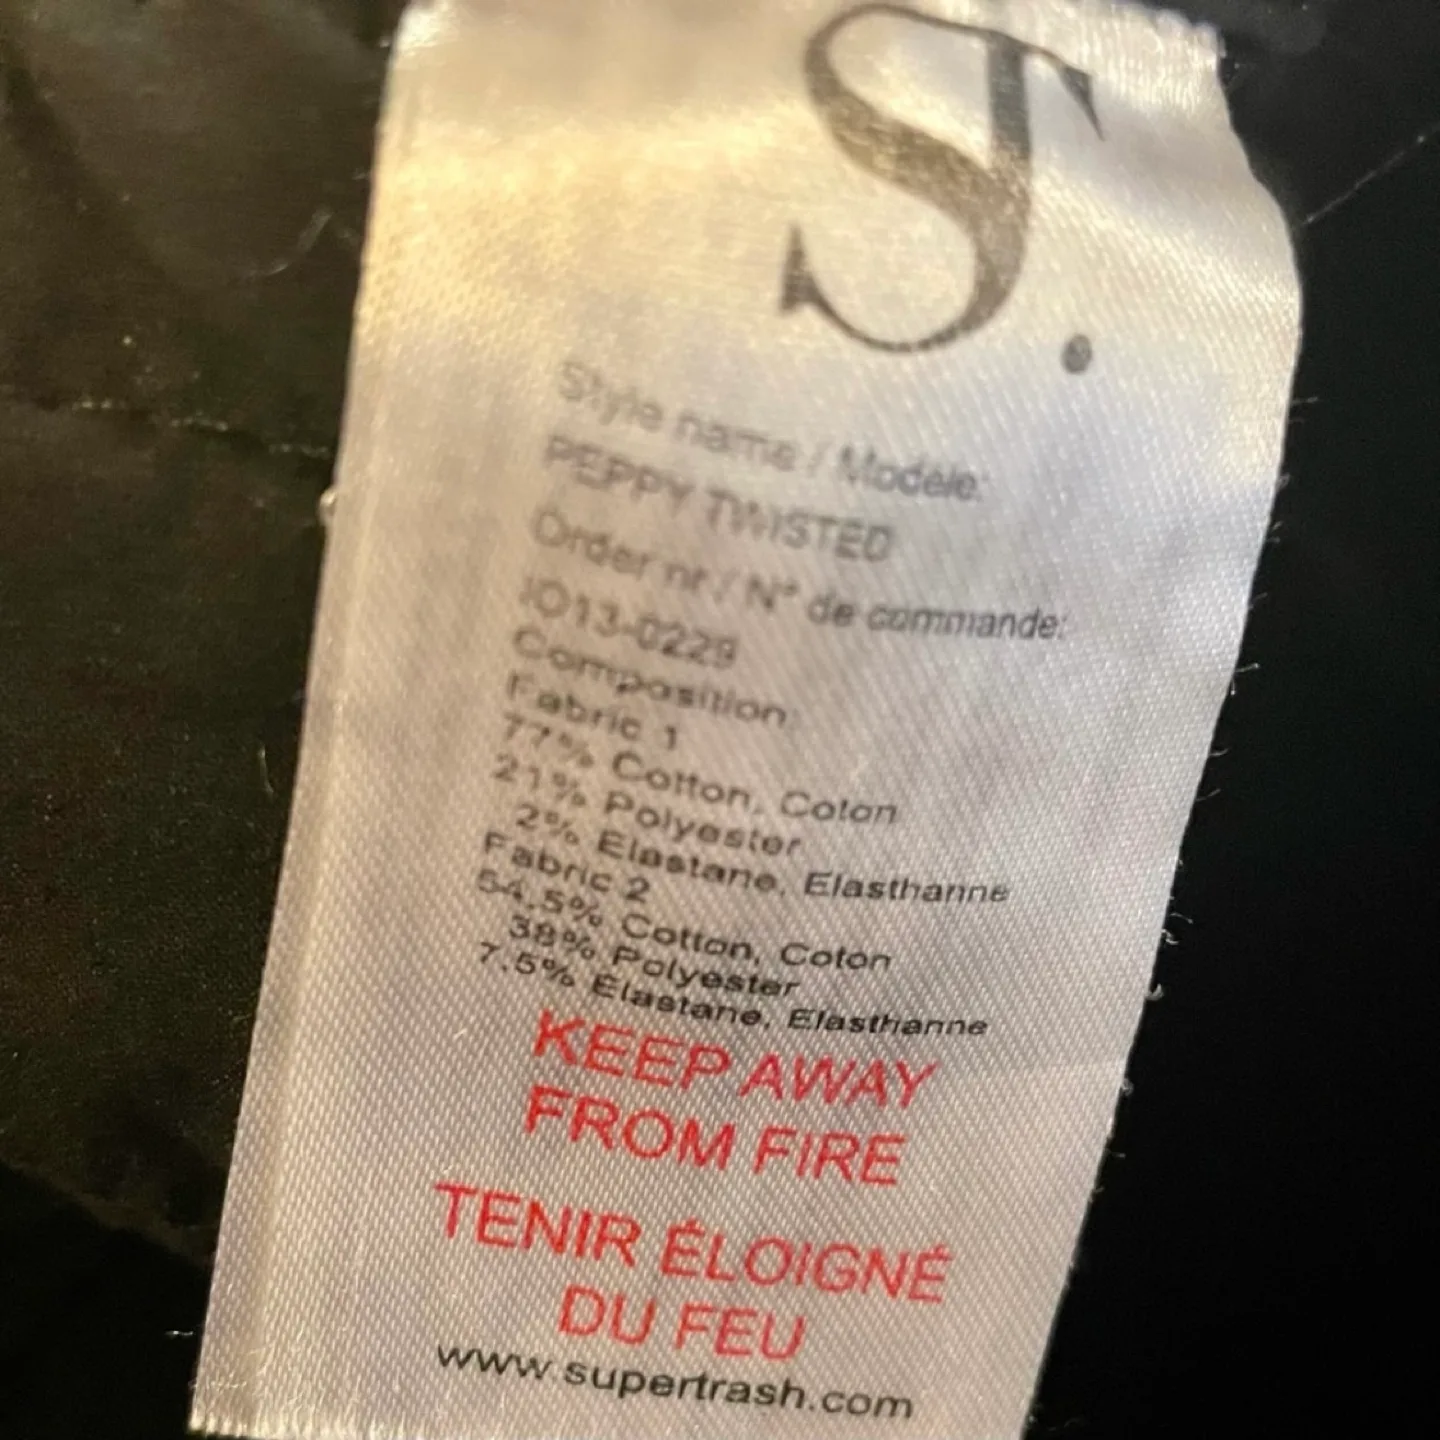 ST.
Style name / Modèle:
PEPPY TWISTED
Order nr / N° de commande:
IO13-0229
Composition:
Fabric 1
77% Cotton, Coton
21% Polyester
2% Elastane, Elasthanne
Fabric 2
54.5% Cotton, Coton
38% Polyester
7.5% Elastane, Elasthanne
KEEP AWAY
FROM FIRE
TENIR ÉLOIGNÉ
DU FEU
www.supertrash.com